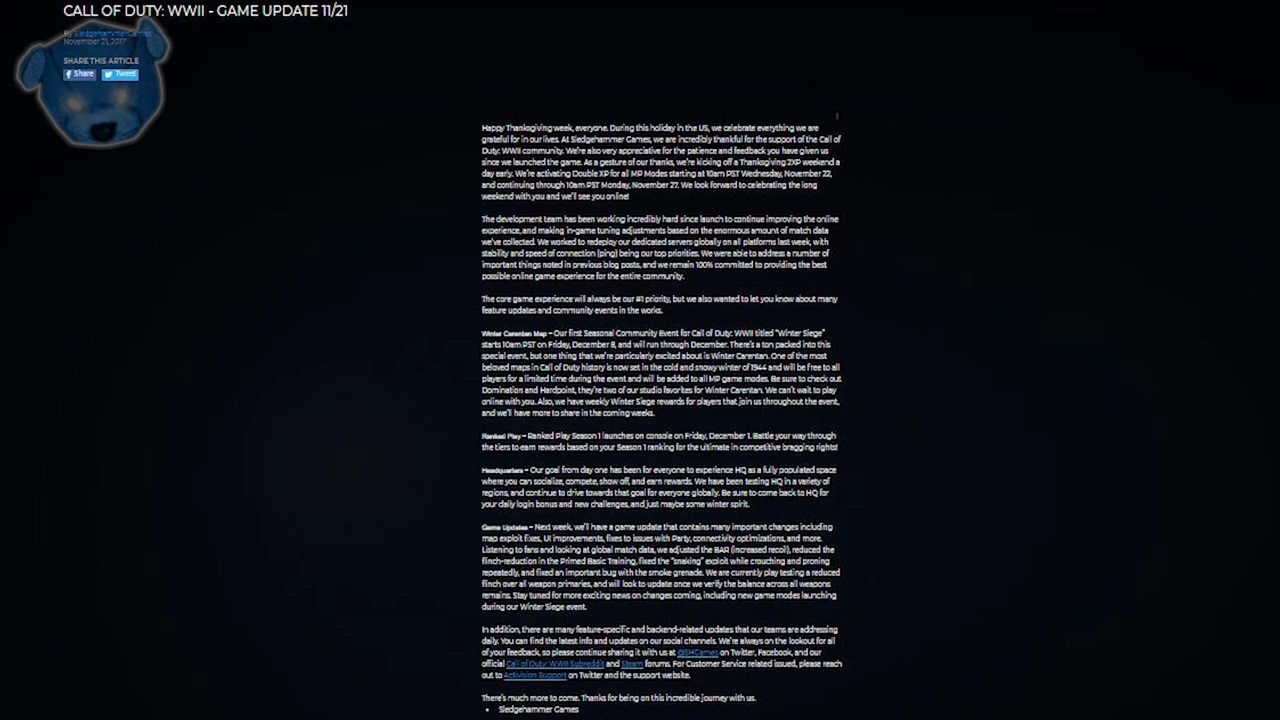 CALL OF DUTY: WWII - GAME UPDATE 11/21
By SledgehammerGames
November 21, 2017
SHARE THIS ARTICLE
Share Tweet
Happy Thanksgiving week, everyone. During this holiday in the US, we celebrate everything we are
grateful for in our lives. At Sledgehammer Games, we are incredibly thankful for the support of the Call of
Duty: WWII community. We're also very appreciative for the patience and feedback you have given us
since we launched the game. As a gesture of our thanks, we're kicking off a Thanksgiving 2XP weekend a
day early. We're activating Double XP for all MP Modes starting at 10am PST Wednesday, November 22,
and continuing through 10am PST Monday, November 27. We look forward to celebrating the long
weekend with you and we'll see you online!
The development team has been working incredibly hard since launch to continue improving the online
experience, and making in-game tuning adjustments based on the enormous amount of match data
we've collected. We worked to redeploy our dedicated servers globally on all platforms last week, with
stability and speed of connection (ping) being our top priorities. We were able to address a number of
important things noted in previous blog posts, and we remain 100% committed to providing the best
possible online game experience for the entire community.
The core game experience will always be our #1 priority, but we also wanted to let you know about many
feature updates and community events in the works.
Winter Carentan Map – Our first Seasonal Community Event for Call of Duty: WWII titled "Winter Siege"
starts 10am PST on Friday, December 8, and will run through December. There's a ton packed into this
special event, but one thing that we're particularly excited about is Winter Carentan. One of the most
beloved maps in Call of Duty history is now set in the cold and snowy winter of 1944 and will be free to all
players for a limited time during the event and will be added to all MP game modes. Be sure to check out
Domination and Hardpoint, they're two of our studio favorites for Winter Carentan. We can't wait to play
online with you. Also, we have weekly Winter Siege rewards for players that join us throughout the event,
and we'll have more to share in the coming weeks.
Ranked Play – Ranked Play Season 1 launches on console on Friday, December 1. Battle your way through
the tiers to earn rewards based on your Season 1 ranking for the ultimate in competitive bragging rights!
Headquarters – Our goal from day one has been for everyone to experience HQ as a fully populated space
where you can socialize, compete, show off, and earn rewards. We have been testing HQ in a variety of
regions, and continue to drive towards that goal for everyone globally. Be sure to come back to HQ for
your daily login bonus and new challenges, and just maybe some winter spirit.
Game Updates – Next week, we'll have a game update that contains many important changes including
map exploit fixes, UI improvements, fixes to issues with Party, connectivity optimizations, and more.
Listening to fans and looking at global match data, we adjusted the BAR (increased recoil), reduced the
flinch-reduction in the Primed Basic Training, fixed the "snaking" exploit while crouching and proning
repeatedly, and fixed an important bug with the smoke grenade. We are currently play testing a reduced
flinch over all weapon primaries, and will look to update once we verify the balance across all weapons
remains. Stay tuned for more exciting news on changes coming, including new game modes launching
during our Winter Siege event.
In addition, there are many feature-specific and backend-related updates that our teams are addressing
daily. You can find the latest info and updates on our social channels. We're always on the lookout for all
of your feedback, so please continue sharing it with us at @SHGames on Twitter, Facebook, and our
official Call of Duty: WWII Subreddit and Steam forums. For Customer Service related issued, please reach
out to Activision Support on Twitter and the support website.
There's much more to come. Thanks for being on this incredible journey with us.
• Sledgehammer Games